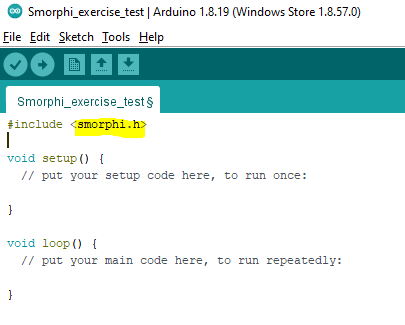 Smorphi_exercise_test | Arduino 1.8.19 (Windows Store 1.8.57.0)
File Edit Sketch Tools Help
Smorphi_exercise_test §
#include <smorphi.h>
void setup() {
// put your setup code here, to run once:
}
void loop() {
// put your main code here, to run repeatedly:
}